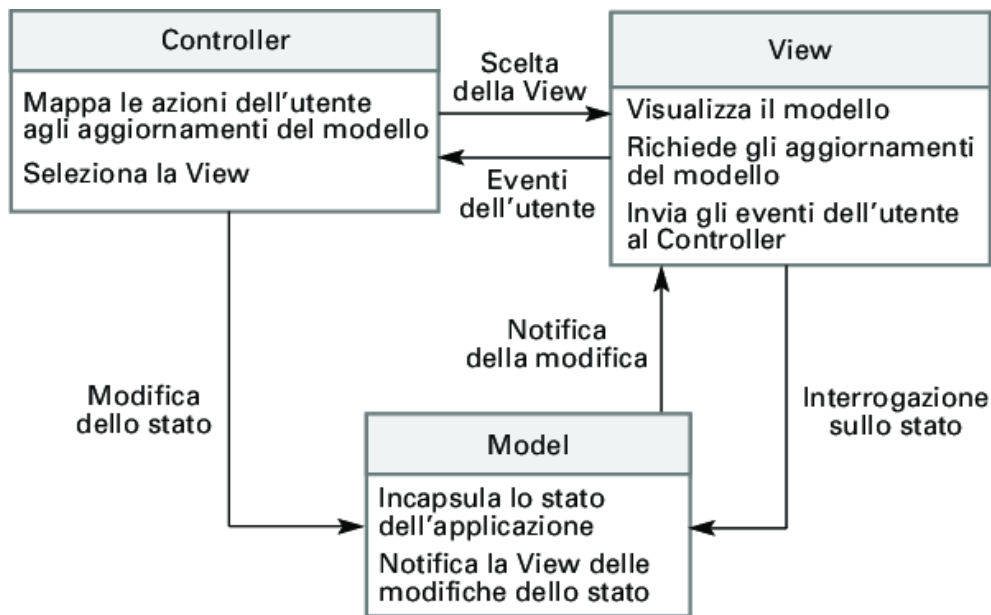 Controller
Mappa le azioni dell'utente
agli aggiornamenti del modello
Seleziona la View
Scelta
della View
Eventi
dell'utente
View
Visualizza il modello
Richiede gli aggiornamenti
del modello
Invia gli eventi dell'utente
al Controller
Modifica
dello stato
Notifica
della modifica
Interrogazione
sullo stato
Model
Incapsula lo stato
dell'applicazione
Notifica la View delle
modifiche dello stato